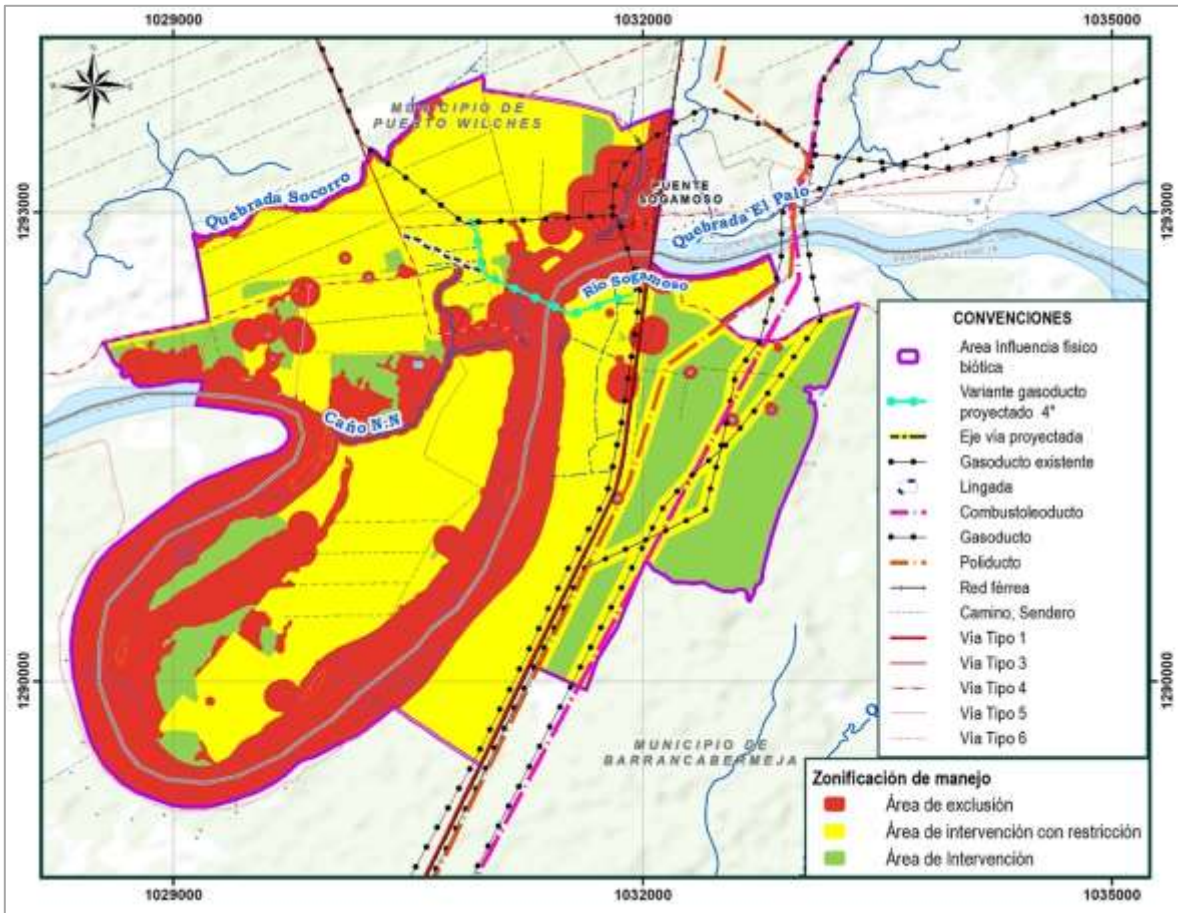 1029000
1032000
1035000
1293000
1293000
1290000
1290000
MUNICIPIO DE
PUERTO WILCHES
Quebrada Socorro
PUENTE
SOGAMOSO
Quebrada El Palo
Río Sogamoso
Caño N.N
MUNICIPIO DE
BARRANCABERMEJA
CONVENCIONES
Area Influencia físico
biótica
Variante gasoducto
proyectado 4"
Eje vía proyectada
Gasoducto existente
Lingada
Combustoleoducto
Gasoducto
Poliducto
Red férrea
Camino, Sendero
Vía Tipo 1
Vía Tipo 3
Vía Tipo 4
Vía Tipo 5
Vía Tipo 6
Zonificación de manejo
Área de exclusión
Área de intervención con restricción
Área de Intervención
1029000
1032000
1035000